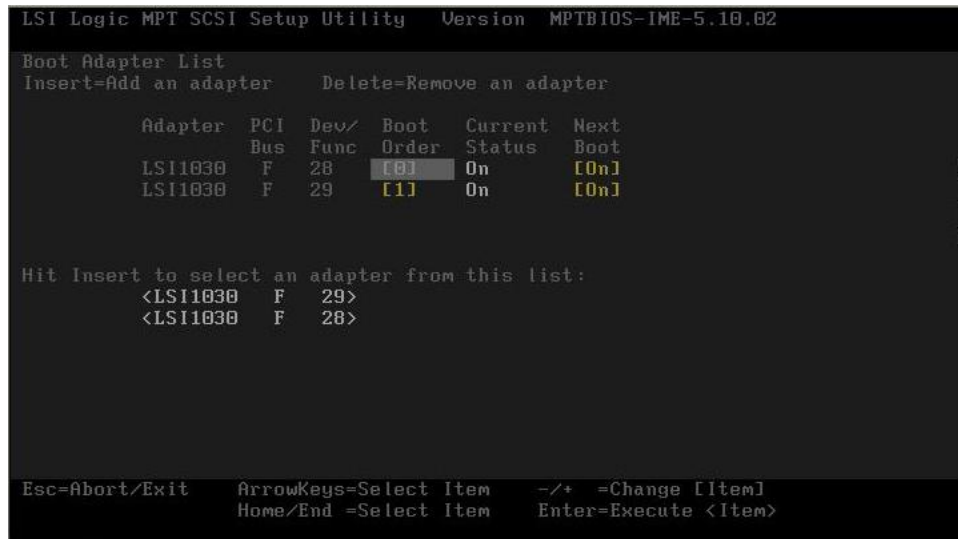 LSI Logic MPT SCSI Setup Utility Version MPTBIOS-IME-5.10.02
Boot Adapter List
Insert=Add an adapter Delete=Remove an adapter
Adapter PCI Dev/ Boot Current Next
Bus Func Order Status Boot
LSI1030 F 28 [0] On [On]
LSI1030 F 29 [1] On [On]
Hit Insert to select an adapter from this list:
<LSI1030 F 29>
<LSI1030 F 28>
Esc=Abort/Exit ArrowKeys=Select Item -/+ =Change [Item]
Home/End =Select Item Enter=Execute <Item>